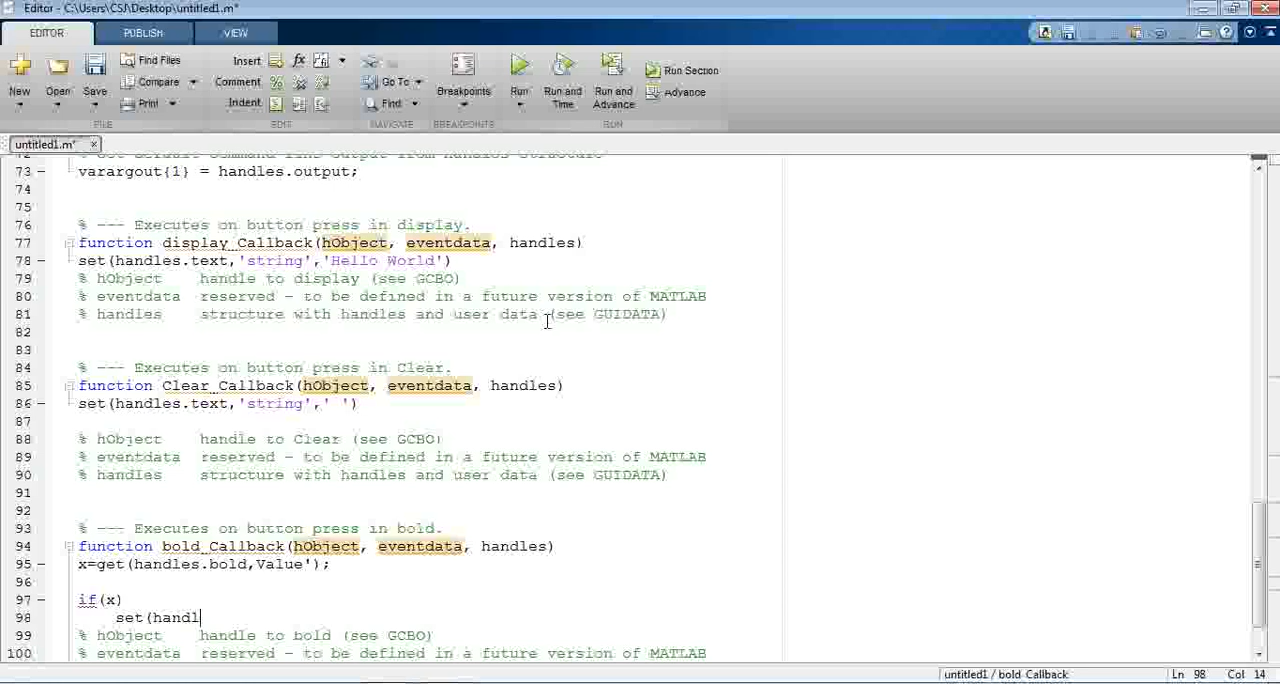 Editor - C:\Users\CSJ\Desktop\untitled1.m*
EDITOR PUBLISH VIEW
New Open Save Find Files Compare Print
Insert Comment Indent fx
Go To Find
Breakpoints
Run Run and Time Run and Advance Run Section Advance
FILE EDIT NAVIGATE BREAKPOINTS RUN
untitled1.m* ×
73 – varargout{1} = handles.output;
74
75
76 % --- Executes on button press in display.
77 function display_Callback(hObject, eventdata, handles)
78 – set(handles.text,'string','Hello World')
79 % hObject    handle to display (see GCBO)
80 % eventdata  reserved - to be defined in a future version of MATLAB
81 % handles    structure with handles and user data (see GUIDATA)
82
83
84 % --- Executes on button press in Clear.
85 function Clear_Callback(hObject, eventdata, handles)
86 – set(handles.text,'string',' ')
87
88 % hObject    handle to Clear (see GCBO)
89 % eventdata  reserved - to be defined in a future version of MATLAB
90 % handles    structure with handles and user data (see GUIDATA)
91
92
93 % --- Executes on button press in bold.
94 function bold_Callback(hObject, eventdata, handles)
95 – x=get(handles.bold,Value');
96
97 – if(x)
98 set(handl
99 % hObject    handle to bold (see GCBO)
100 % eventdata  reserved - to be defined in a future version of MATLAB
untitled1 / bold_Callback Ln 98 Col 14